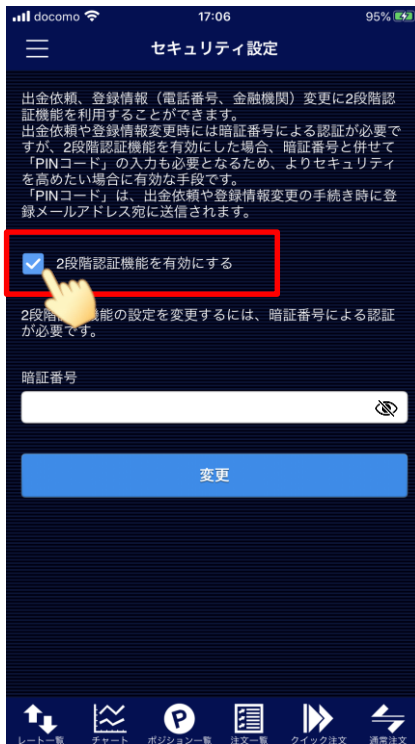 docomo 17:06 95%
セキュリティ設定
出金依頼、登録情報（電話番号、金融機関）変更に2段階認
証機能を利用することができます。
出金依頼や登録情報変更時には暗証番号による認証が必要で
すが、2段階認証機能を有効にした場合、暗証番号と併せて
「PINコード」の入力も必要となるため、よりセキュリティ
を高めたい場合に有効な手段です。
「PINコード」は、出金依頼や登録情報変更の手続き時に登
録メールアドレス宛に送信されます。
2段階認証機能を有効にする
2段階 機能の設定を変更するには、暗証番号による認証
が必要です。
暗証番号
変更
レート一覧 チャート ポジション一覧 注文一覧 クイック注文 通常注文